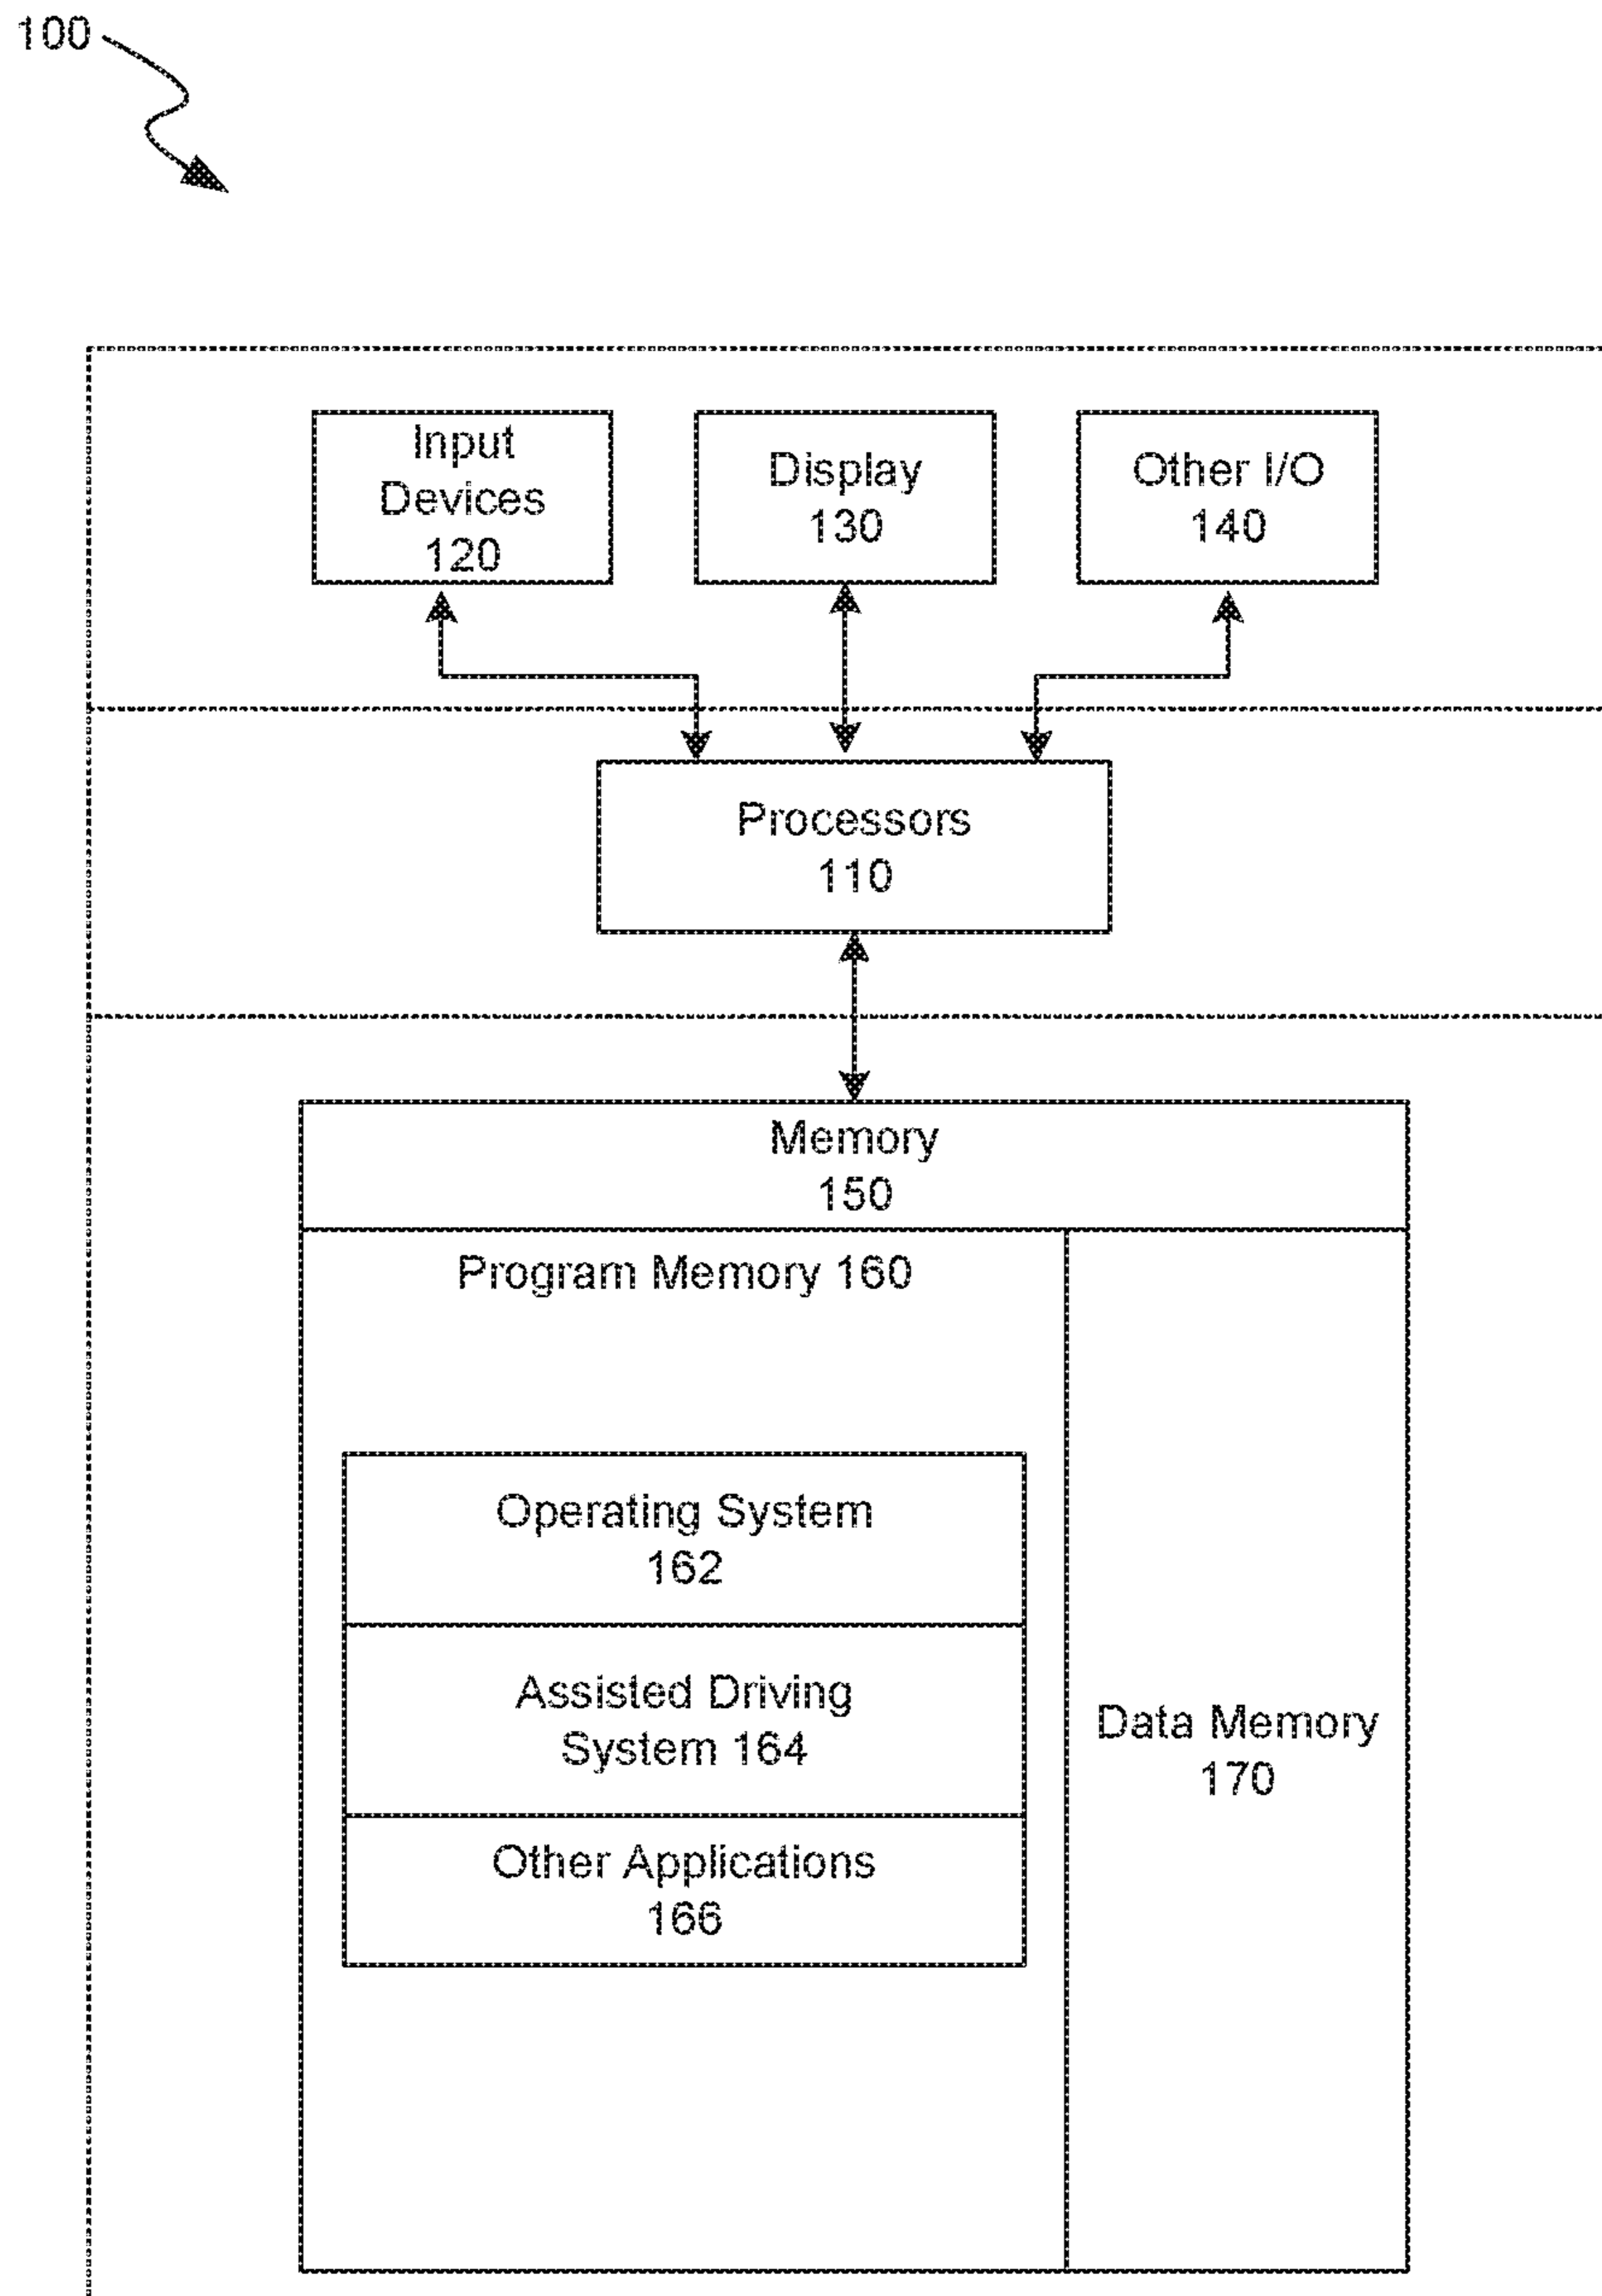 100
Input
Devices
120
Display
130
Other I/O
140
Processors
110
Memory
150
Program Memory 160
Operating System
162
Assisted Driving
System 164
Other Applications
166
Data Memory
170